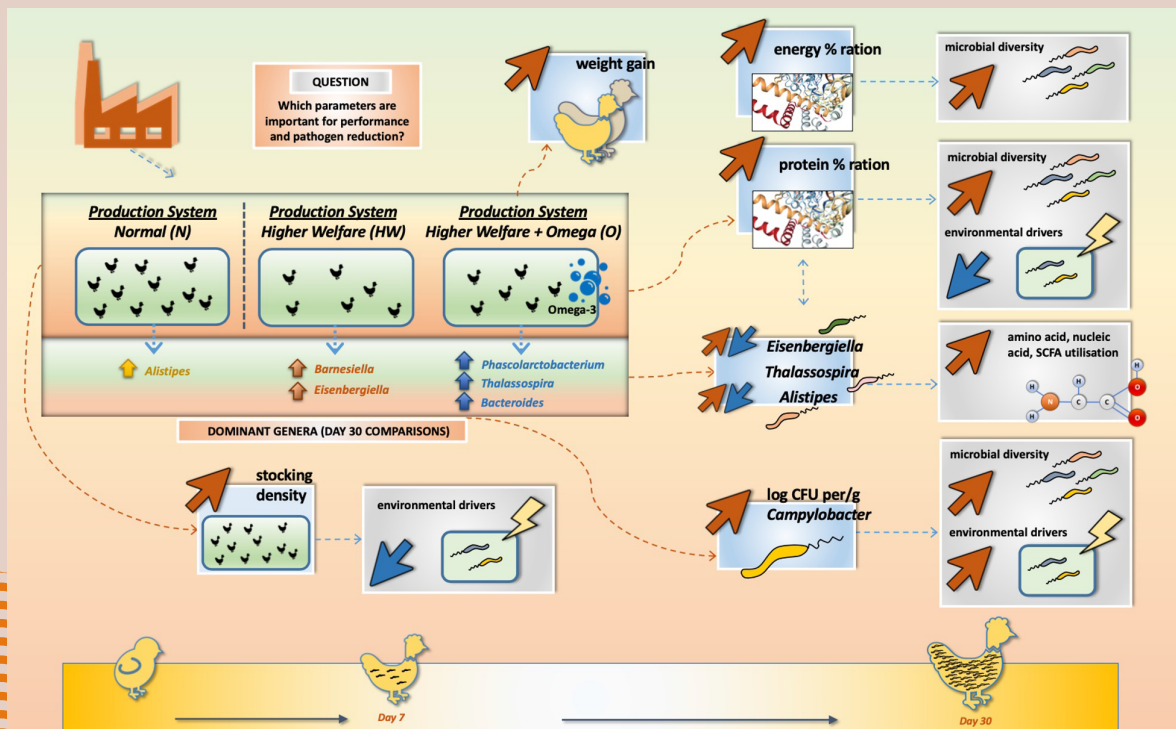 QUESTION
Which parameters are
important for performance
and pathogen reduction?
weight gain
energy % ration
microbial diversity
protein % ration
microbial diversity
environmental drivers
Production System
Normal (N)
Production System
Higher Welfare (HW)
Production System
Higher Welfare + Omega (O)
Omega-3
Alistipes
Barnesiella
Eisenbergiella
Phascolarctobacterium
Thalassospira
Bacteroides
DOMINANT GENERA (DAY 30 COMPARISONS)
Eisenbergiella
Thalassospira
Alistipes
amino acid, nucleic
acid, SCFA utilisation
H
H
H
N
C
C
O
H
O
stocking
density
environmental drivers
log CFU per/g
Campylobacter
microbial diversity
environmental drivers
Day 7
Day 30